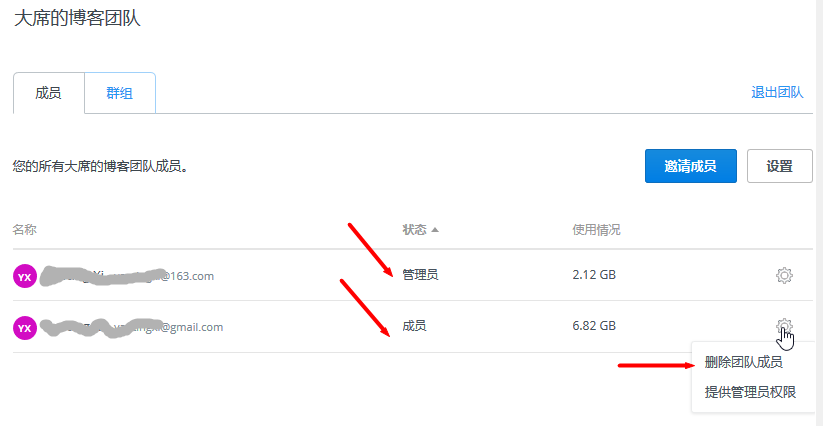 大席的博客团队
成员 群组 退出团队
您的所有大席的博客团队成员。 邀请成员 设置
名称 状态 使用情况
YX @163.com 管理员 2.12 GB
YX @gmail.com 成员 6.82 GB
删除团队成员
提供管理员权限